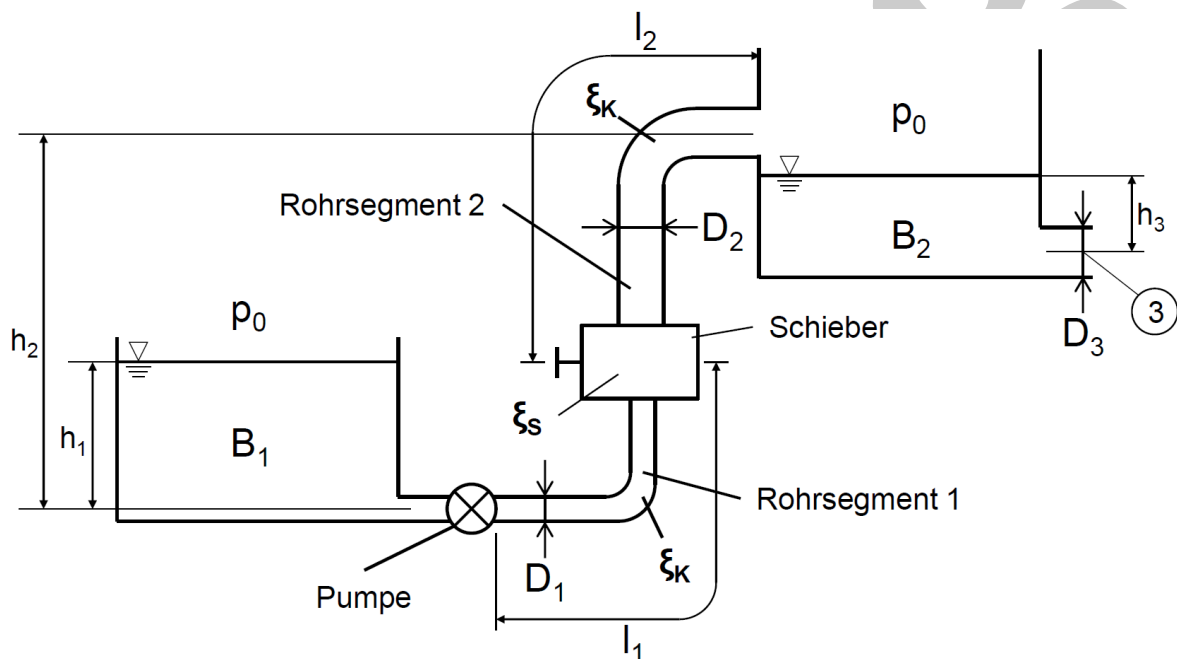 l₂
ξK
p₀
Rohrsegment 2
D₂
B₂
h₃
3
D₃
h₂
p₀
Schieber
h₁
B₁
ξS
Rohrsegment 1
D₁
ξK
Pumpe
l₁